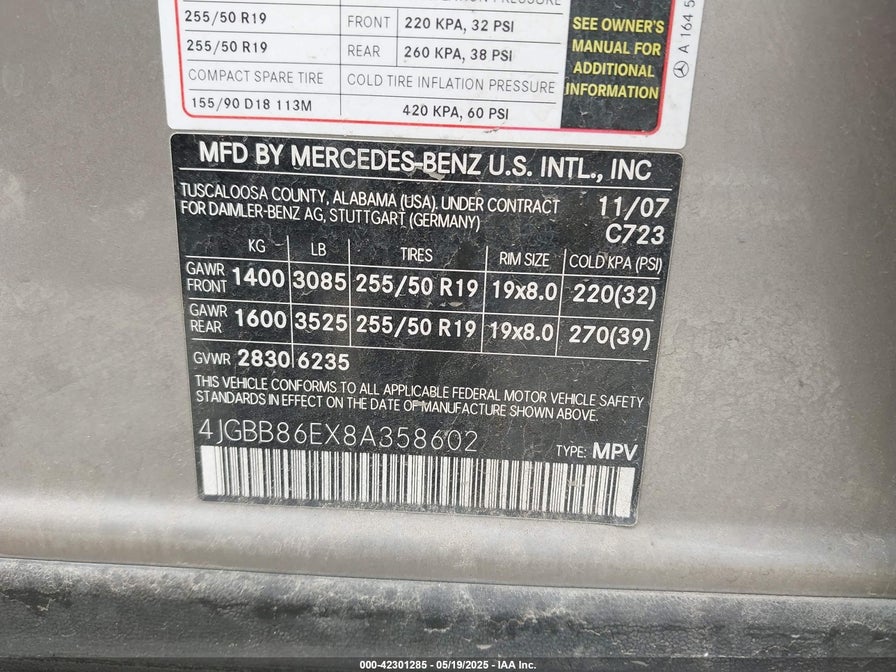 PRESSURE
255/50 R19 FRONT 220 KPA, 32 PSI
255/50 R19 REAR 260 KPA, 38 PSI
COMPACT SPARE TIRE COLD TIRE INFLATION PRESSURE
155/90 D18 113M 420 KPA, 60 PSI
SEE OWNER'S
MANUAL FOR
ADDITIONAL
INFORMATION
A 164 5
MFD BY MERCEDES-BENZ U.S. INTL., INC
TUSCALOOSA COUNTY, ALABAMA (USA), UNDER CONTRACT
FOR DAIMLER-BENZ AG, STUTTGART (GERMANY)
11/07
C723
KG LB TIRES RIM SIZE COLD KPA (PSI)
GAWR FRONT 1400 3085 255/50 R19 19x8.0 220(32)
GAWR REAR 1600 3525 255/50 R19 19x8.0 270(39)
GVWR 2830 6235
THIS VEHICLE CONFORMS TO ALL APPLICABLE FEDERAL MOTOR VEHICLE SAFETY
STANDARDS IN EFFECT ON THE DATE OF MANUFACTURE SHOWN ABOVE.
4JGBB86EX8A358602
TYPE: MPV
000-42301285 - 05/19/2025 - IAA Inc.